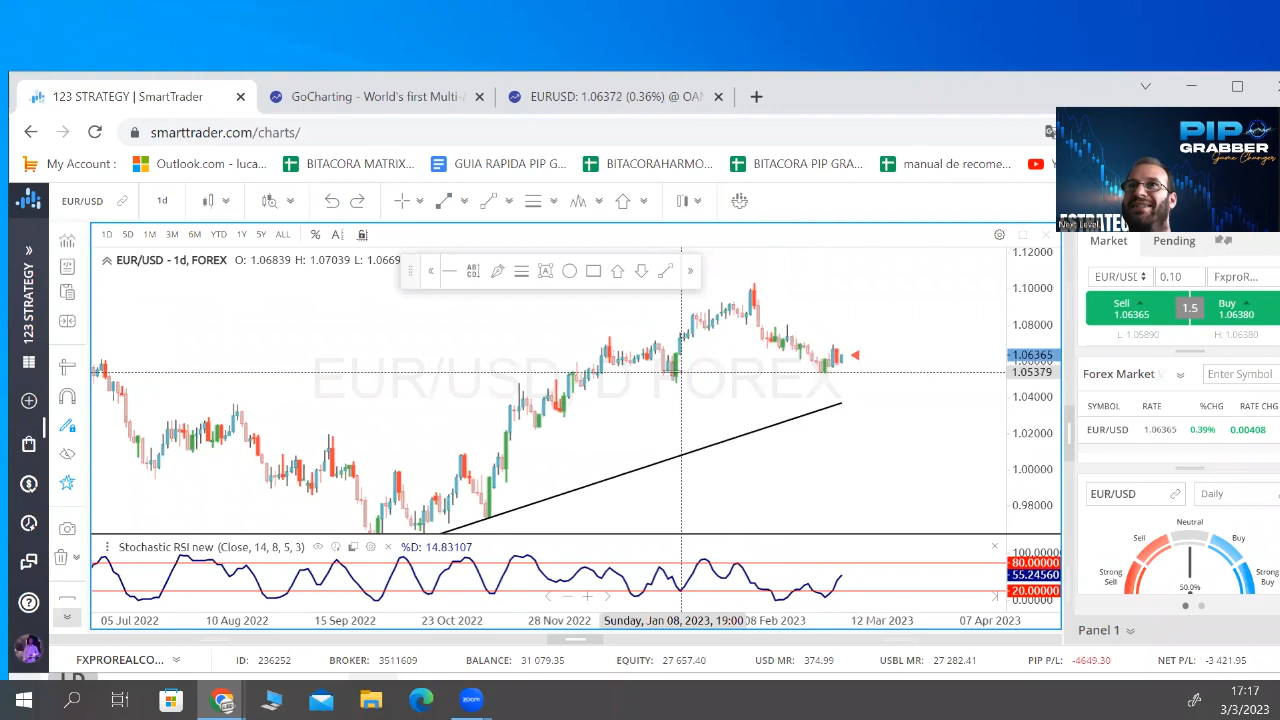 123 STRATEGY | SmartTrader
GoCharting - World's first Multi-
EURUSD: 1.06372 (0.36%) @ OAN
smarttrader.com/charts/
My Account :
Outlook.com - luca...
BITACORA MATRIX...
GUIA RAPIDA PIP G...
BITACORAHARMO...
BITACORA PIP GRA...
manual de recome...
PIP
GRABBER
Game Changer
ESTRATEG
Next Level
EUR/USD
1d
1D 5D 1M 3M 6M YTD 1Y 5Y ALL
%
EUR/USD - 1d, FOREX O: 1.06839 H: 1.07039 L: 1.0669
EUR/USD D FOREX
1.12000
1.10000
1.08000
1.06365
1.05379
1.04000
1.02000
1.00000
0.98000
123 STRATEGY
Stochastic RSI new (Close, 14, 8, 5, 3)
%D: 14.83107
100.0000
80.00000
55.24560
20.00000
0.00000
05 Jul 2022
10 Aug 2022
15 Sep 2022
23 Oct 2022
28 Nov 2022
Sunday, Jan 08, 2023, 19:00
08 Feb 2023
12 Mar 2023
07 Apr 2023
Market
Pending
EUR/USD
0.10
FxproR...
Sell
1.06365
1.5
Buy
1.06380
L: 1.05890
H: 1.06380
Forex Market
Enter Symbol
SYMBOL RATE %CHG RATE CHG
EUR/USD 1.06365 0.39% 0.00408
EUR/USD
Daily
Neutral
Sell
Buy
Strong
Sell
Strong
Buy
50.0%
Panel 1
FXPROREALCO...
ID: 236252
BROKER: 3511609
BALANCE: 31 079.35
EQUITY: 27 657.40
USD MR: 374.99
USBL MR: 27 282.41
PIP P/L: -4649.30
NET P/L: -3 421.95
zoom
17:17
3/3/2023